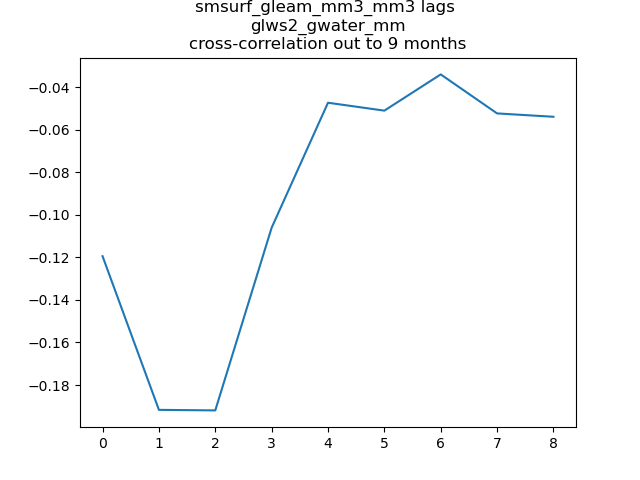 smsurf_gleam_mm3_mm3 lags
glws2_gwater_mm
cross-correlation out to 9 months
−0.04
−0.06
−0.08
−0.10
−0.12
−0.14
−0.16
−0.18
0 1 2 3 4 5 6 7 8